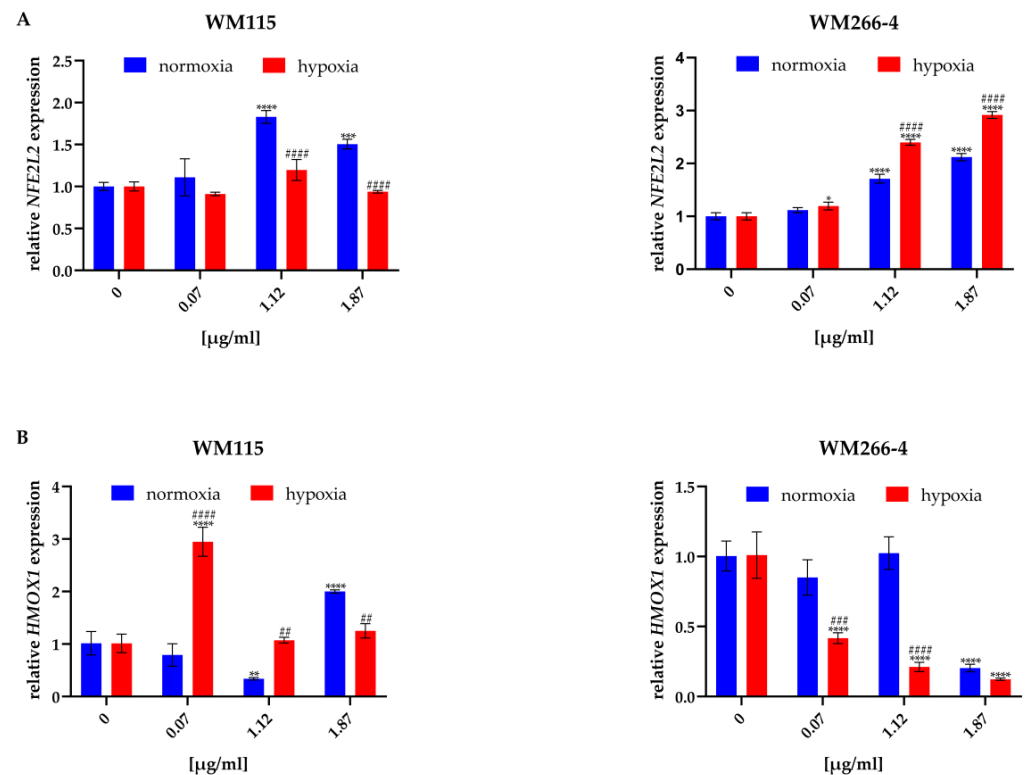 A
WM115
WM266-4
normoxia
hypoxia
normoxia
hypoxia
relative NFE2L2 expression
2.5
2.0
1.5
1.0
0.5
0.0
****
####
***
####
0
0.07
1.12
1.87
[µg/ml]
relative NFE2L2 expression
4
3
2
1
0
*
****
####
****
****
####
****
0
0.07
1.12
1.87
[µg/ml]
B
WM115
WM266-4
normoxia
hypoxia
normoxia
hypoxia
relative HMOX1 expression
4
3
2
1
0
####
****
**
##
****
##
0
0.07
1.12
1.87
[µg/ml]
relative HMOX1 expression
1.5
1.0
0.5
0.0
###
****
####
****
****
****
0
0.07
1.12
1.87
[µg/ml]